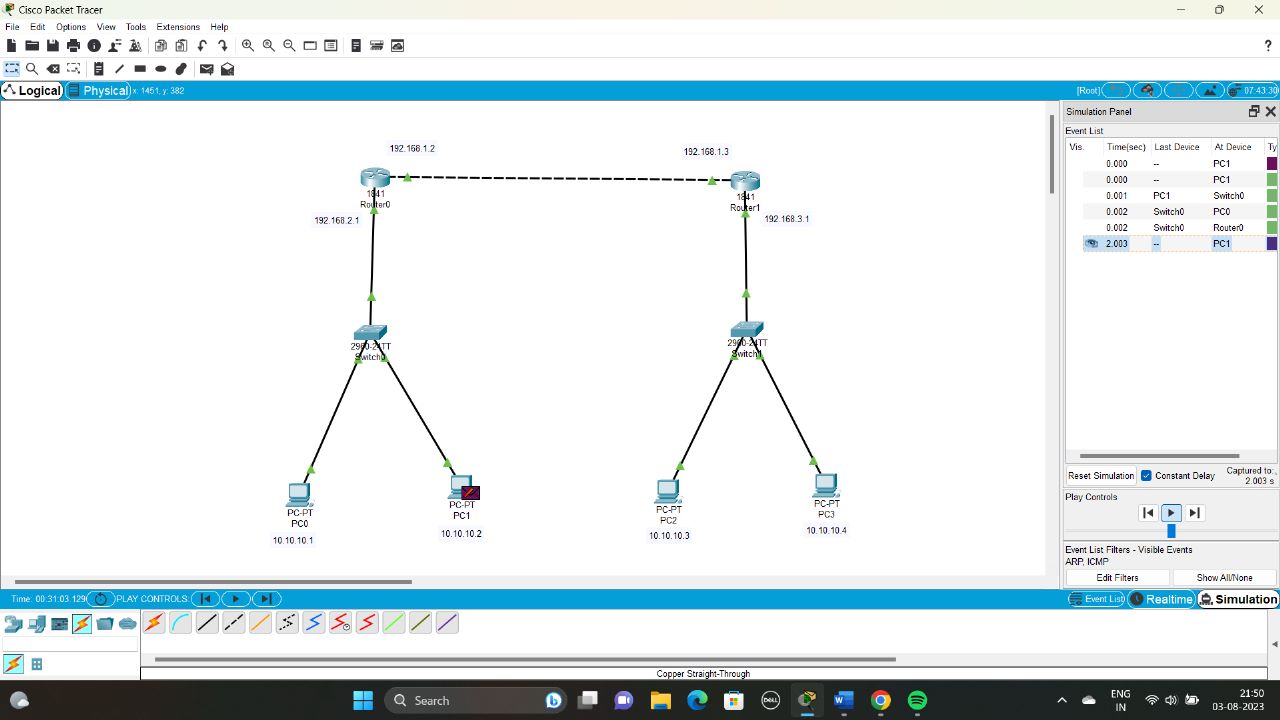 Cisco Packet Tracer
File Edit Options View Tools Extensions Help
?
Logical Physical x: 1451, y: 382 [Root] 07:43:30
Simulation Panel
Event List
Vis. Time(sec) Last Device At Device Ty
0.000 -- PC1
0.000 -- PC1
0.001 PC1 Switch0
0.002 Switch0 PC0
0.002 Switch0 Router0
2.003 -- PC1
192.168.1.2
192.168.1.3
1841
Router0
1841
Router1
192.168.2.1
192.168.3.1
2960-24TT
Switch0
2960-24TT
PC-PT
PC0
10.10.10.1
PC-PT
PC1
10.10.10.2
PC-PT
PC2
10.10.10.3
PC-PT
PC3
10.10.10.4
Reset Simulation Constant Delay Captured to:
2.003 s
Play Controls
Event List Filters - Visible Events
ARP, ICMP
Edit Filters Show All/None
Time: 00:31:03.129 PLAY CONTROLS: Event List Realtime Simulation
Copper Straight-Through
Search
DELL
ENG
IN
21:50
03-08-2023